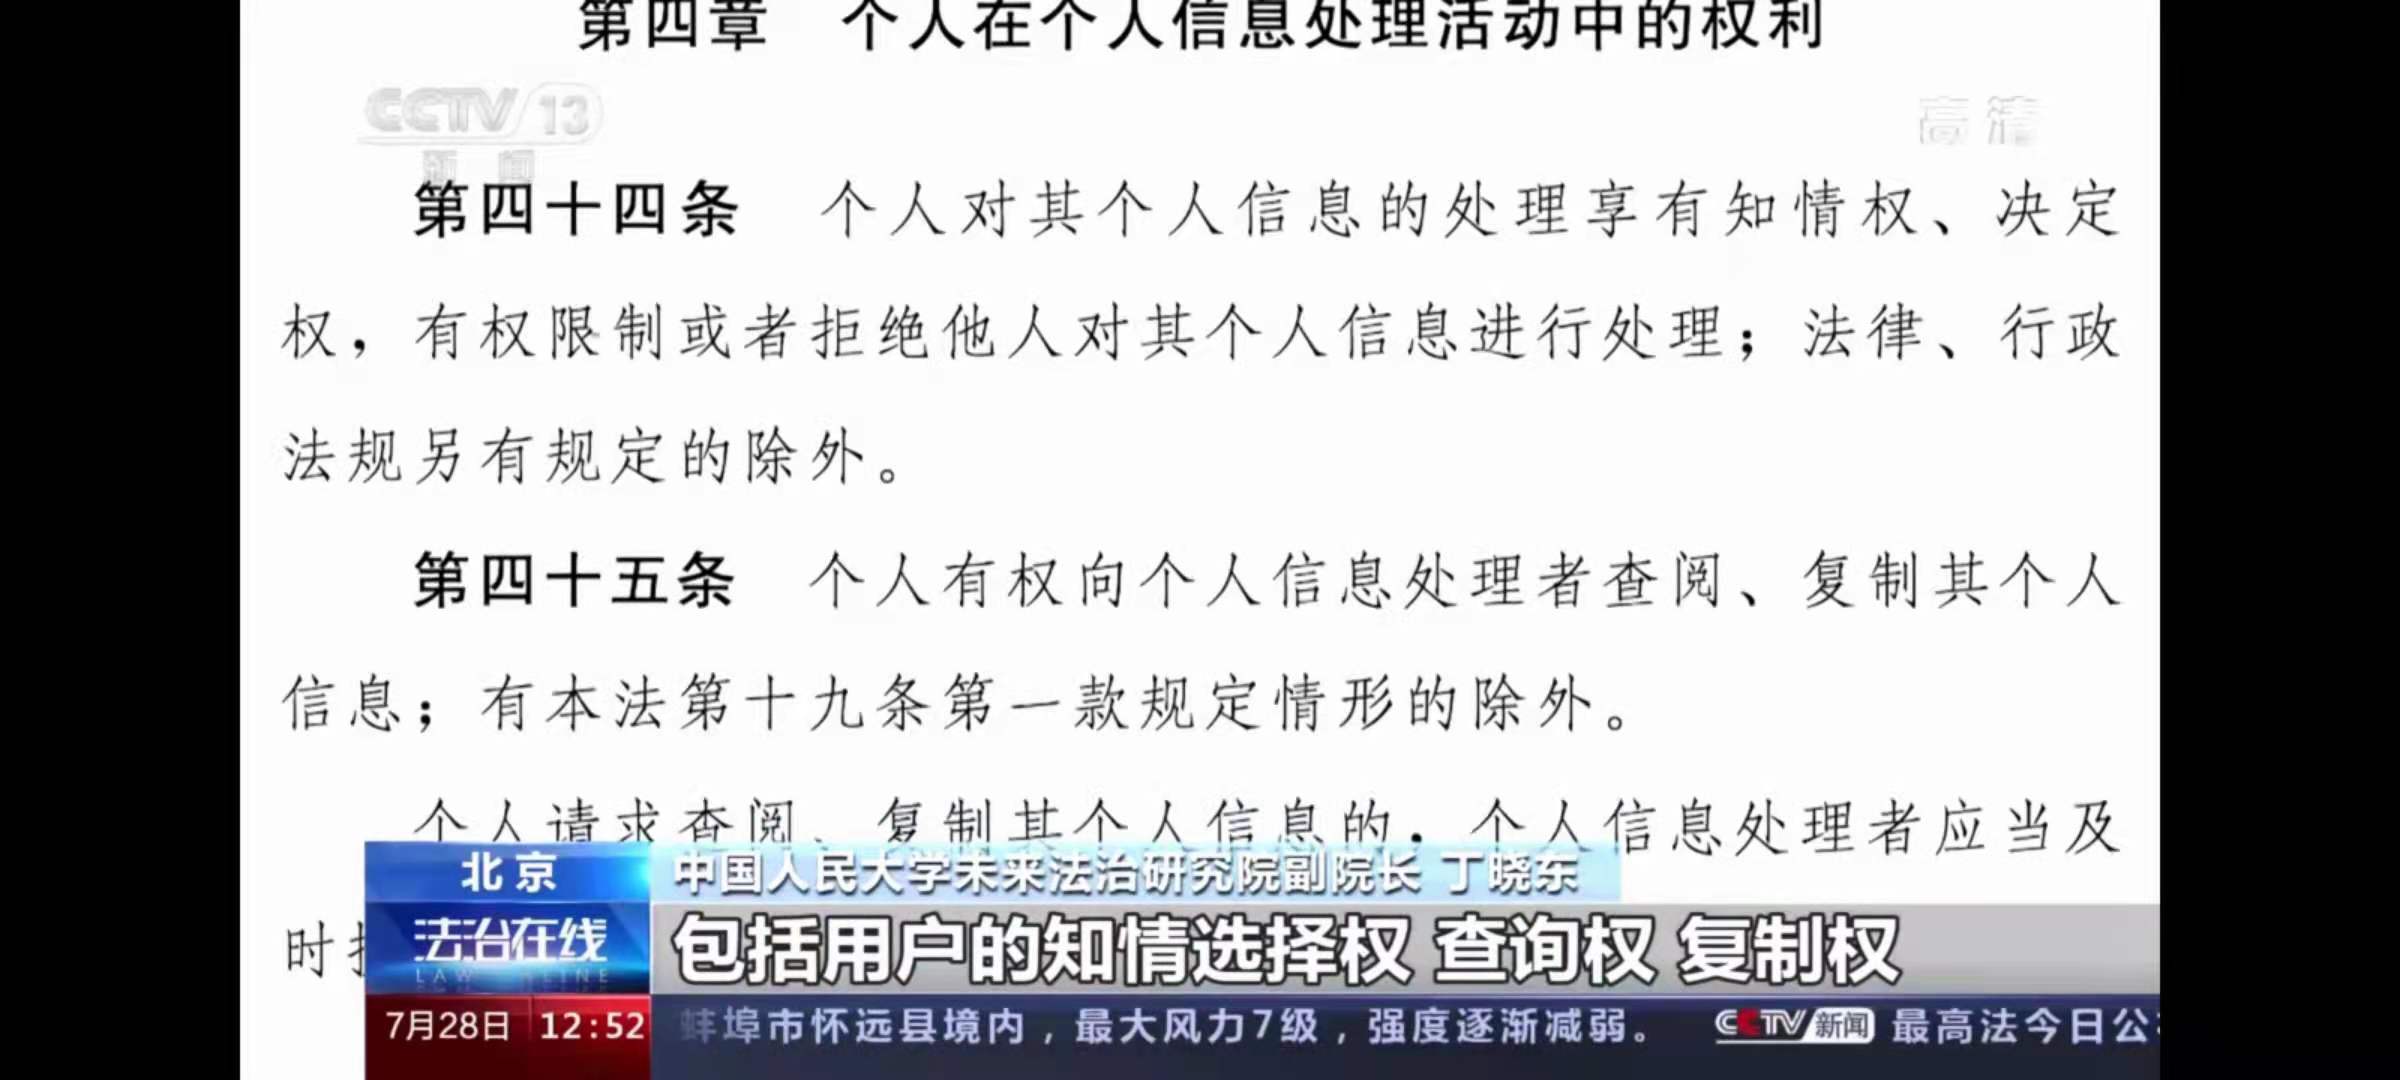 第四章 个人在个人信息处理活动中的权利
CCTV 13
新闻
高清
第四十四条 个人对其个人信息的处理享有知情权、决定
权，有权限制或者拒绝他人对其个人信息进行处理；法律、行政
法规另有规定的除外。
第四十五条 个人有权向个人信息处理者查阅、复制其个人
信息；有本法第十九条第一款规定情形的除外。
个人请求查阅、复制其个人信息的，个人信息处理者应当及
时
北京
中国人民大学未来法治研究院副院长 丁晓东
法治在线
LAW ONLINE
包括用户的知情选择权 查询权 复制权
7月28日 12:52
蚌埠市怀远县境内，最大风力7级，强度逐渐减弱。 CCTV新闻 最高法今日公